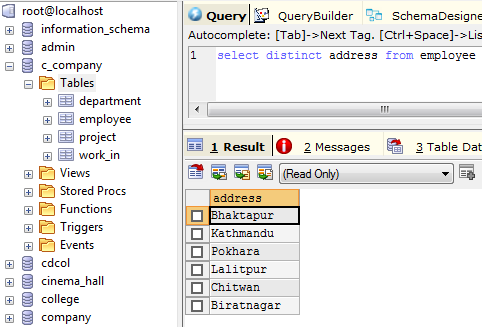 root@localhost
information_schema
admin
c_company
Tables
department
employee
project
work_in
Views
Stored Procs
Functions
Triggers
Events
cdcol
cinema_hall
college
company
Query QueryBuilder SchemaDesigne
Autocomplete: [Tab]->Next Tag. [Ctrl+Space]->Lis
1 select distinct address from employee
1 Result 2 Messages 3 Table Dat
(Read Only)
address
Bhaktapur
Kathmandu
Pokhara
Lalitpur
Chitwan
Biratnagar